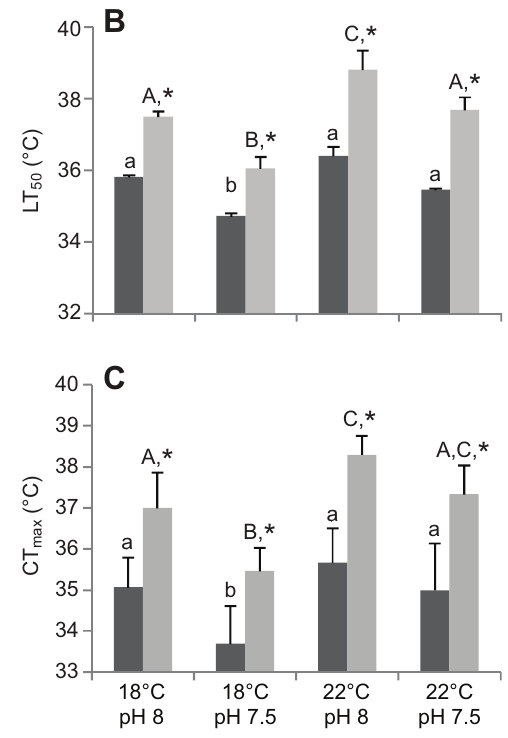 B
40
38
36
34
32
LT50 (°C)
a
A,*
b
B,*
a
C,*
a
A,*
C
40
39
38
37
36
35
34
33
CTmax (°C)
a
A,*
b
B,*
a
C,*
a
A,C,*
18°C
pH 8
18°C
pH 7.5
22°C
pH 8
22°C
pH 7.5